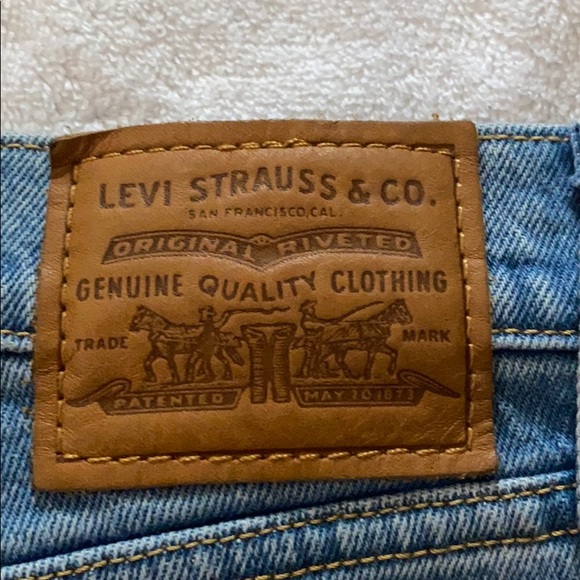 LEVI STRAUSS & CO.
SAN FRANCISCO, CAL.
ORIGINAL RIVETED
GENUINE QUALITY CLOTHING
TRADE MARK
PATENTED MAY 20 1873